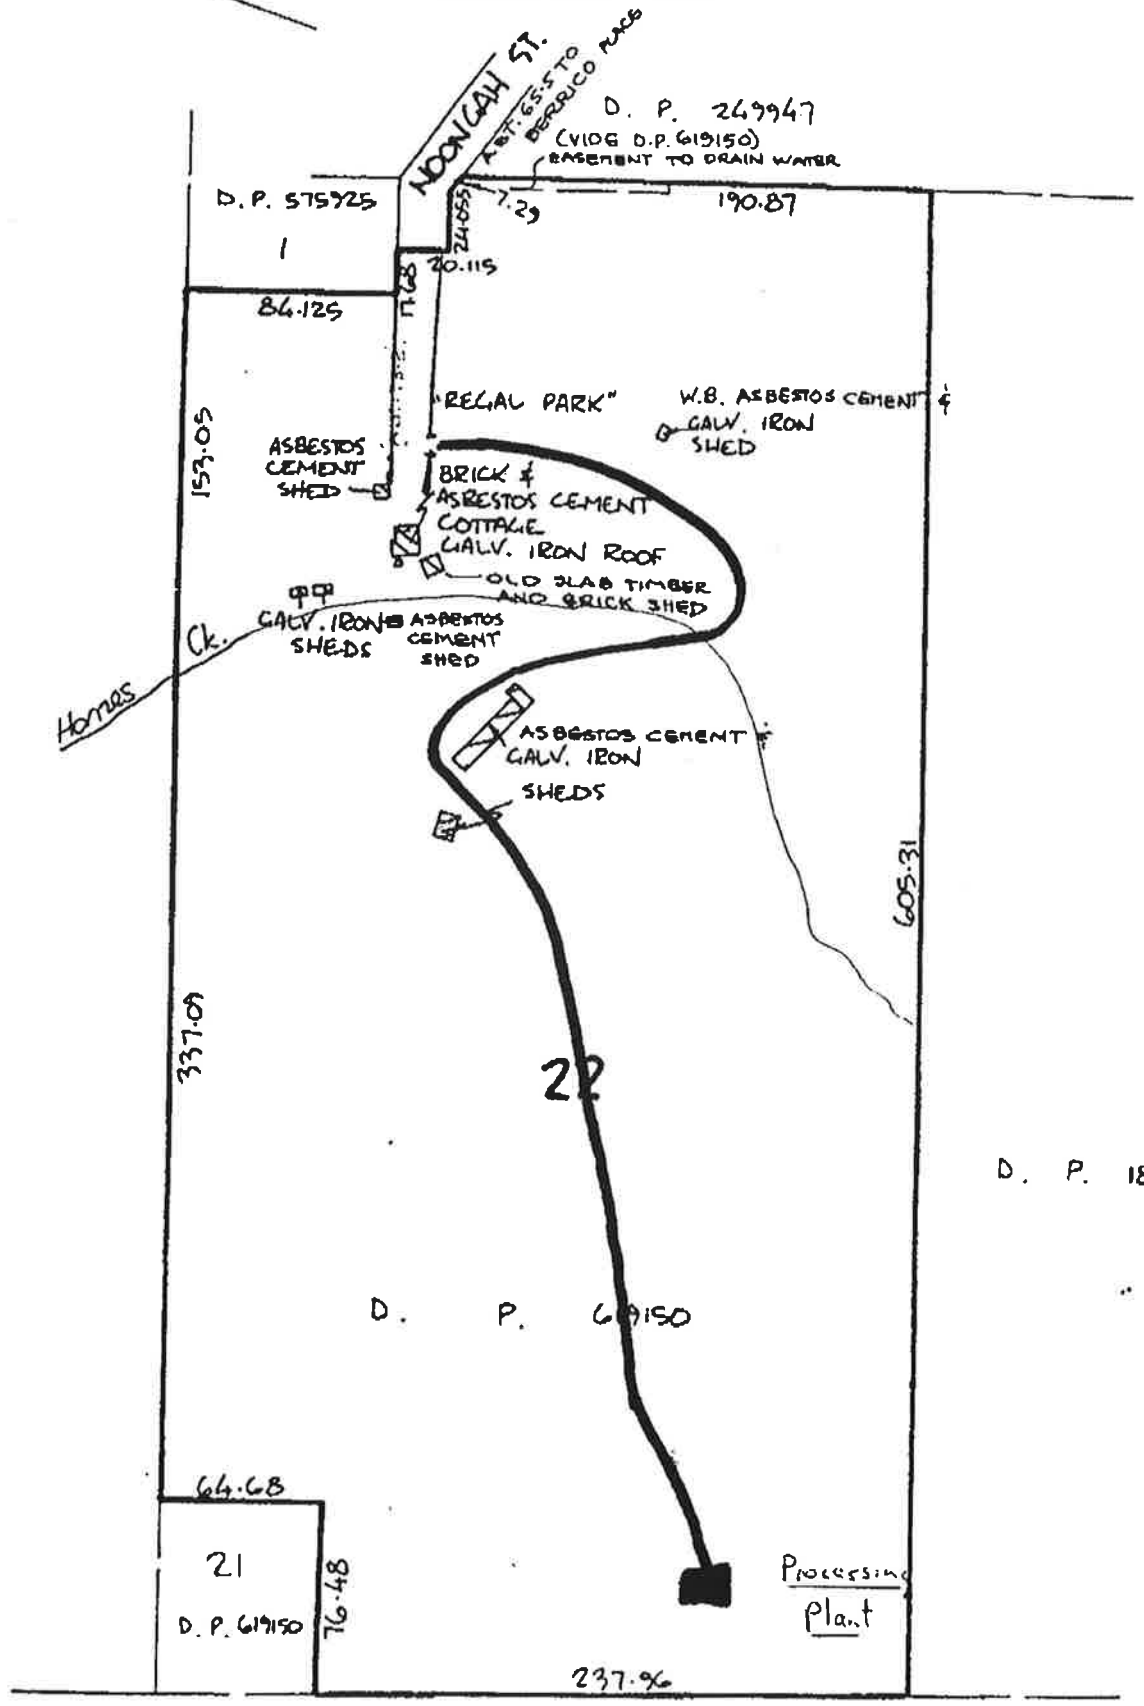 NOONGAH ST.
ABT. 65.5 TO
BERRICO PLACE
D. P. 249947
(VIDE D.P. 619150)
EASEMENT TO DRAIN WATER
D.P. 575925
1
24.055
7.29
190.87
20.115
17.68
84.125
153.05
"REGAL PARK"
W.B. ASBESTOS CEMENT &
GALV. IRON
SHED
ASBESTOS
CEMENT
SHED
BRICK &
ASBESTOS CEMENT
COTTAGE
GALV. IRON ROOF
OLD SLAB TIMBER
AND BRICK SHED
GALV. IRON
SHEDS
ASBESTOS
CEMENT
SHED
Homes Ck.
ASBESTOS CEMENT &
GALV. IRON
SHEDS
605.31
337.09
22
D. P. 18
D. P. 619150
64.68
21
D. P. 619150
76.48
Processing
Plant
237.96